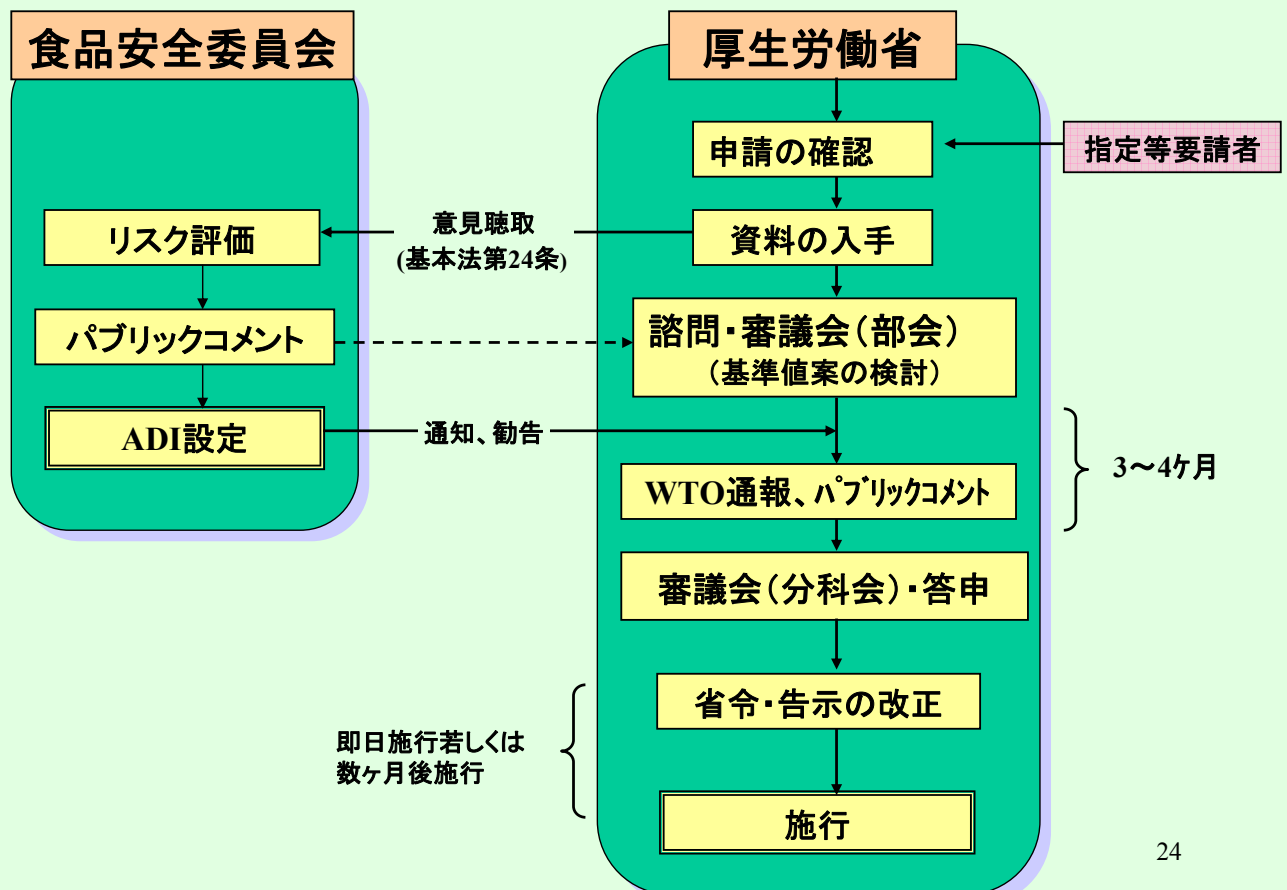 食品安全委員会
厚生労働省
申請の確認
指定等要請者
リスク評価
意見聴取
(基本法第24条)
資料の入手
パブリックコメント
諮問・審議会（部会）
（基準値案の検討）
ADI設定
通知、勧告
3～4ケ月
WTO通報、ﾊﾟﾌﾞﾘｯｸｺﾒﾝﾄ
審議会（分科会）・答申
省令・告示の改正
即日施行若しくは
数ヶ月後施行
施行
24